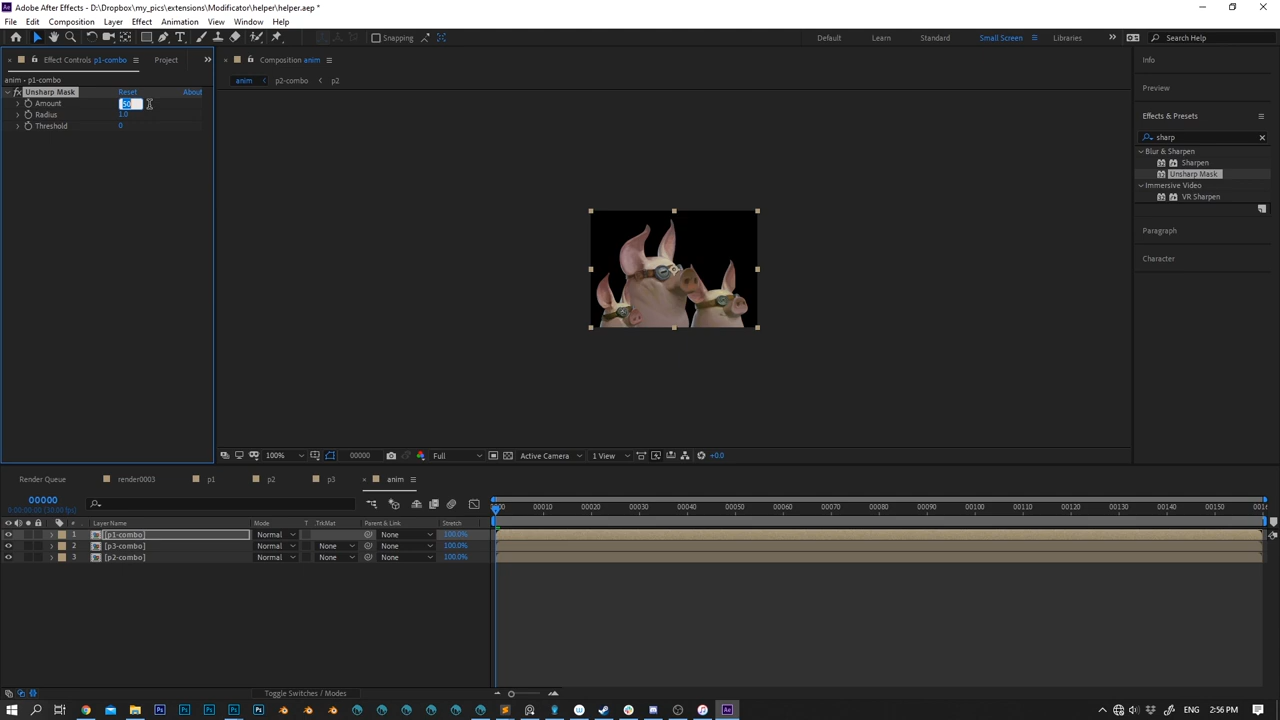 Adobe After Effects - D:\Dropbox\my_pics\extensions\Modificator\helper\helper.aep *
File Edit Composition Layer Effect Animation View Window Help
Snapping
Default Learn Standard Small Screen Libraries Search Help
Effect Controls p1-combo Project
Composition anim
Info
anim • p1-combo
anim p2-combo p2
fx Unsharp Mask Reset About
Preview
Amount 50
Radius 1.0
Effects & Presets
Threshold 0
sharp
Blur & Sharpen
Sharpen
Unsharp Mask
Immersive Video
VR Sharpen
Paragraph
Character
100% 00000 Full Active Camera 1 View +0.0
Render Queue render0003 p1 p2 p3 anim
00000
0:00:00:00 (30.00 fps)
00010 00020 00030 00040 00050 00060 00070 00080 00090 00100 00110 00120 00130 00140 00150
# Layer Name Mode T .TrkMat Parent & Link Stretch
1 [p1-combo] Normal None 100.0%
2 [p3-combo] Normal None None 100.0%
3 [p2-combo] Normal None None 100.0%
Toggle Switches / Modes
ENG 2:56 PM